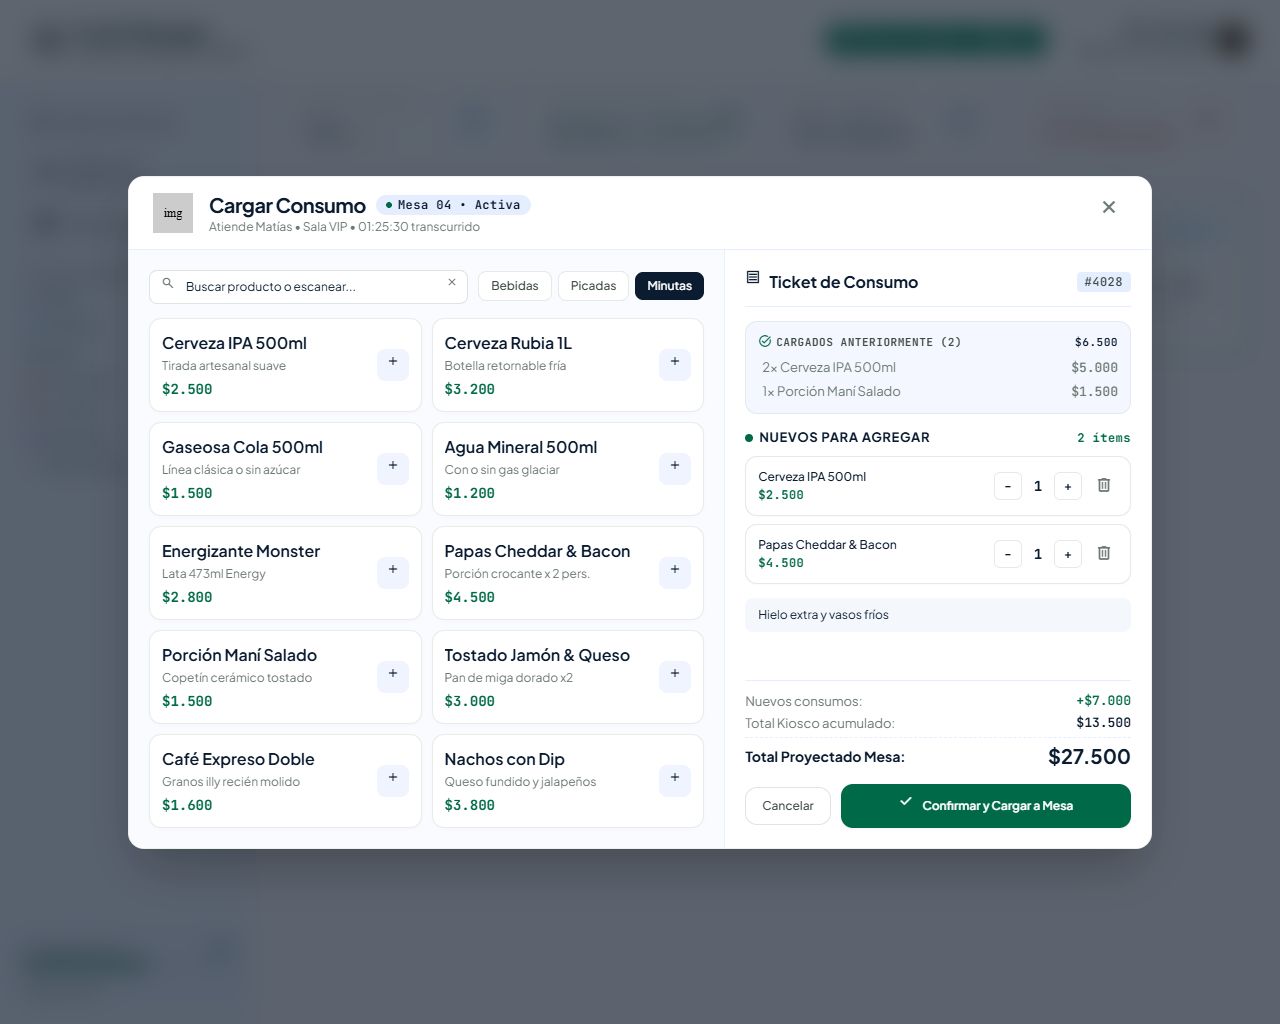 img
Cargar Consumo
Mesa 04 • Activa
Atiende Matías • Sala VIP • 01:25:30 transcurrido
Buscar producto o escanear...
Bebidas
Picadas
Minutas
Cerveza IPA 500ml
Tirada artesanal suave
$2.500
Cerveza Rubia 1L
Botella retornable fría
$3.200
Gaseosa Cola 500ml
Línea clásica o sin azúcar
$1.500
Agua Mineral 500ml
Con o sin gas glaciar
$1.200
Energizante Monster
Lata 473ml Energy
$2.800
Papas Cheddar & Bacon
Porción crocante x 2 pers.
$4.500
Porción Maní Salado
Copetín cerámico tostado
$1.500
Tostado Jamón & Queso
Pan de miga dorado x2
$3.000
Café Expreso Doble
Granos illy recién molido
$1.600
Nachos con Dip
Queso fundido y jalapeños
$3.800
Ticket de Consumo
#4028
CARGADOS ANTERIORMENTE (2)
$6.500
2× Cerveza IPA 500ml
$5.000
1× Porción Maní Salado
$1.500
NUEVOS PARA AGREGAR
2 ítems
Cerveza IPA 500ml
$2.500
- 1 +
Papas Cheddar & Bacon
$4.500
- 1 +
Hielo extra y vasos fríos
Nuevos consumos:
+$7.000
Total Kiosco acumulado:
$13.500
Total Proyectado Mesa:
$27.500
Cancelar
Confirmar y Cargar a Mesa